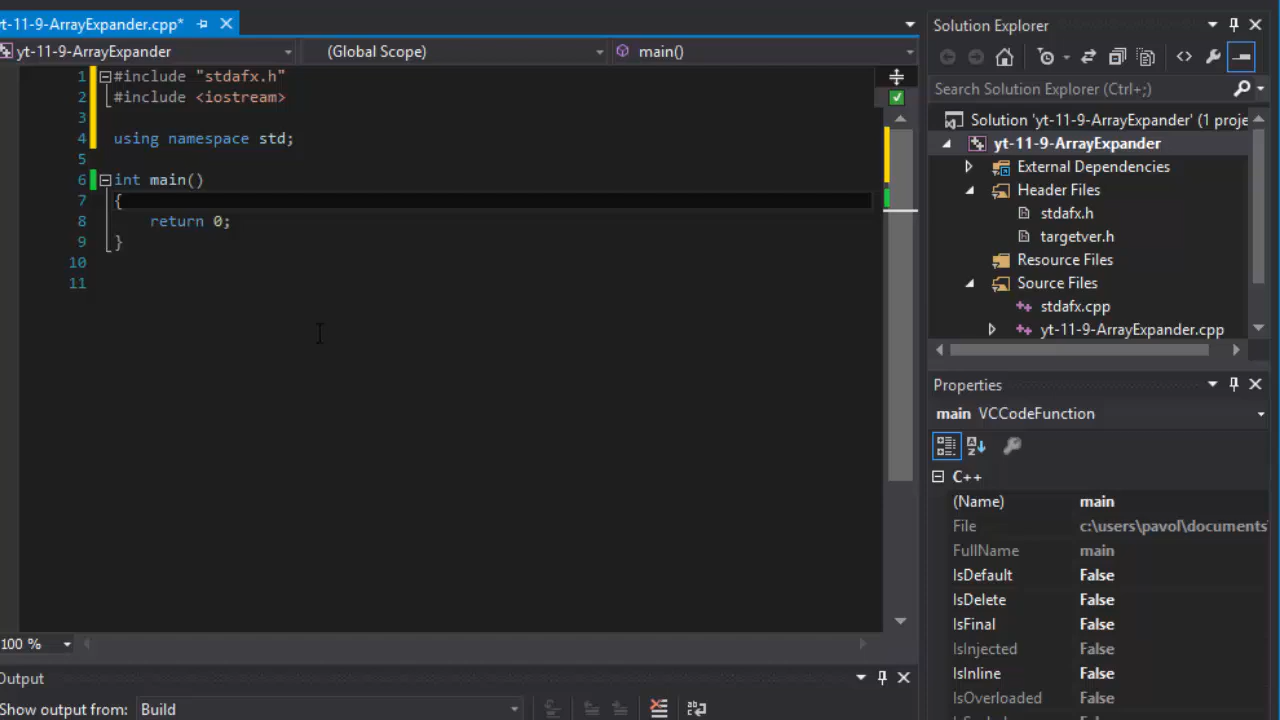 t-11-9-ArrayExpander.cpp*
yt-11-9-ArrayExpander
(Global Scope)
main()
1 #include "stdafx.h"
2 #include <iostream>
3
4 using namespace std;
5
6 int main()
7 {
8 return 0;
9 }
10
11
100 %
Output
Show output from: Build
Solution Explorer
Search Solution Explorer (Ctrl+;)
Solution 'yt-11-9-ArrayExpander' (1 proje
yt-11-9-ArrayExpander
External Dependencies
Header Files
stdafx.h
targetver.h
Resource Files
Source Files
stdafx.cpp
yt-11-9-ArrayExpander.cpp
Properties
main VCCodeFunction
C++
(Name) main
File c:\users\pavol\documents\
FullName main
IsDefault False
IsDelete False
IsFinal False
IsInjected False
IsInline False
IsOverloaded False